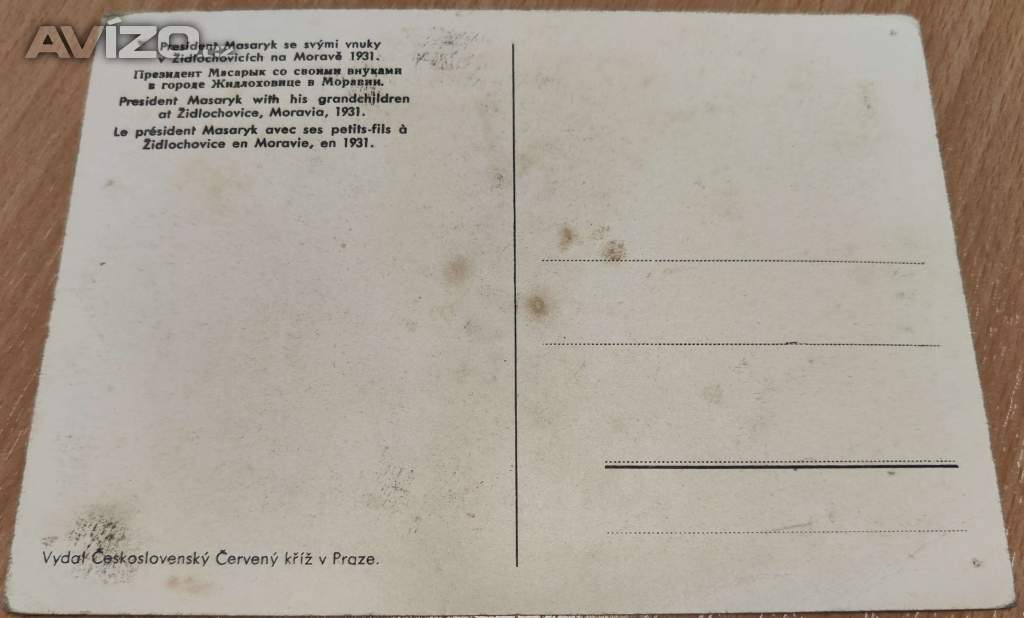 AVÍZO.cz
President Masaryk se svými vnuky
v Židlochovicích na Moravě 1931.
Президент Масарык со своими внуками
в городе Жидлоховице в Моравии.
President Masaryk with his grandchildren
at Židlochovice, Moravia, 1931.
Le président Masaryk avec ses petits-fils à
Židlochovice en Moravie, en 1931.
Vydal Československý Červený kříž v Praze.